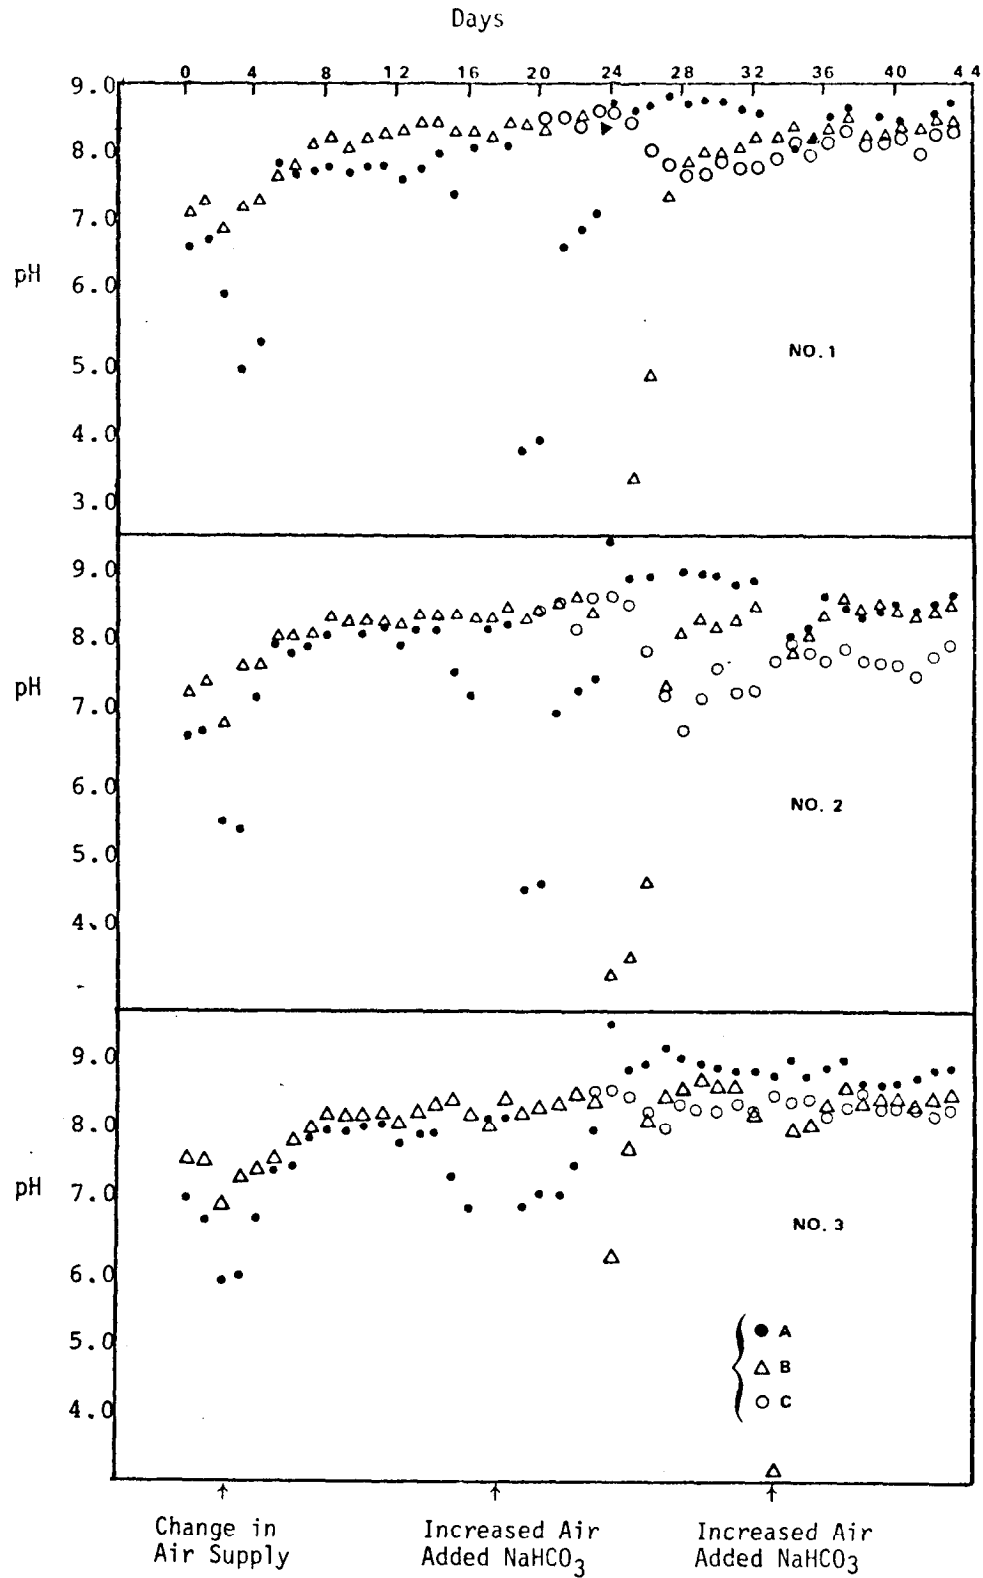 Days
0 4 8 12 16 20 24 28 32 36 40 44
9.0
8.0
7.0
pH 6.0
5.0
NO. 1
4.0
3.0
9.0
8.0
pH 7.0
6.0
NO. 2
5.0
4.0
9.0
8.0
pH 7.0
NO. 3
6.0
5.0
A
B
C
4.0
↑ ↑ ↑
Change in Increased Air Increased Air
Air Supply Added NaHCO3 Added NaHCO3